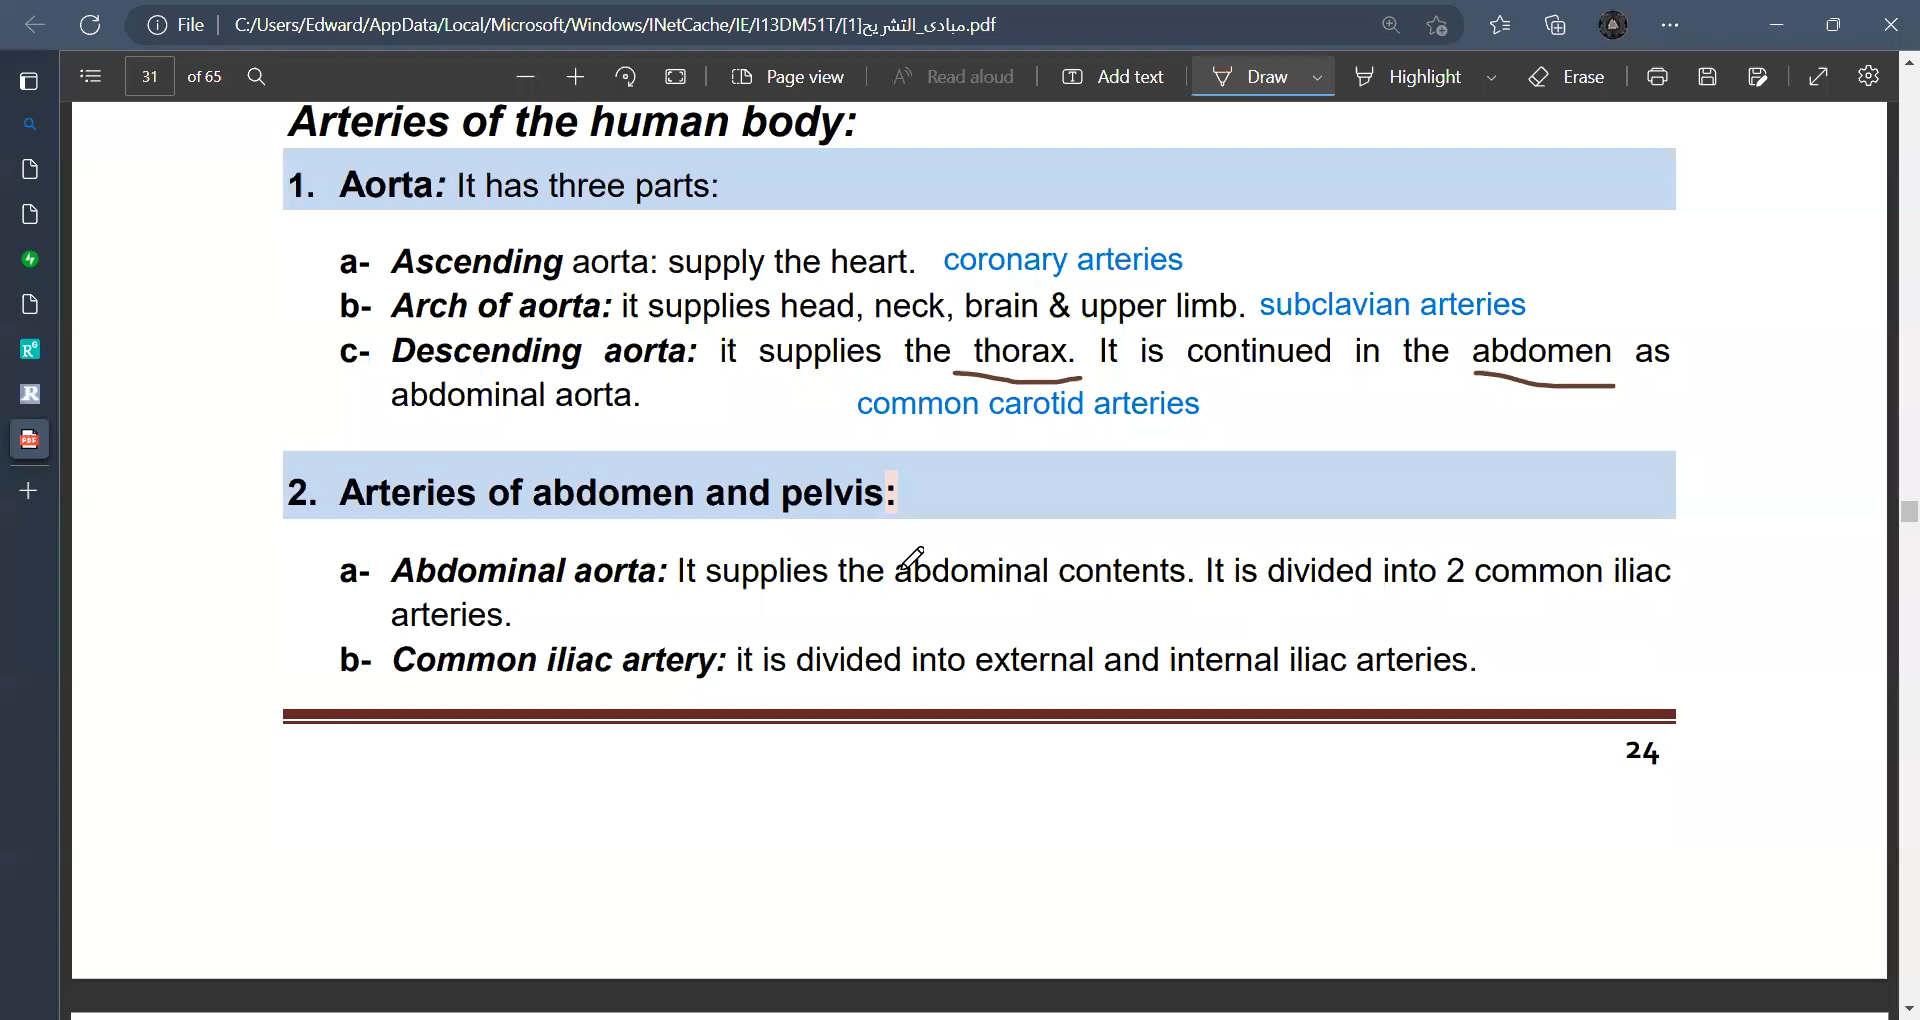 File C:/Users/Edward/AppData/Local/Microsoft/Windows/INetCache/IE/I13DM51T/[1]مبادئ_التشريح.pdf
31 of 65 Page view Read aloud Add text Draw Highlight Erase
Arteries of the human body:
1. Aorta: It has three parts:
a- Ascending aorta: supply the heart. coronary arteries
b- Arch of aorta: it supplies head, neck, brain & upper limb. subclavian arteries
c- Descending aorta: it supplies the thorax. It is continued in the abdomen as
abdominal aorta. common carotid arteries
2. Arteries of abdomen and pelvis:
a- Abdominal aorta: It supplies the abdominal contents. It is divided into 2 common iliac
arteries.
b- Common iliac artery: it is divided into external and internal iliac arteries.
24